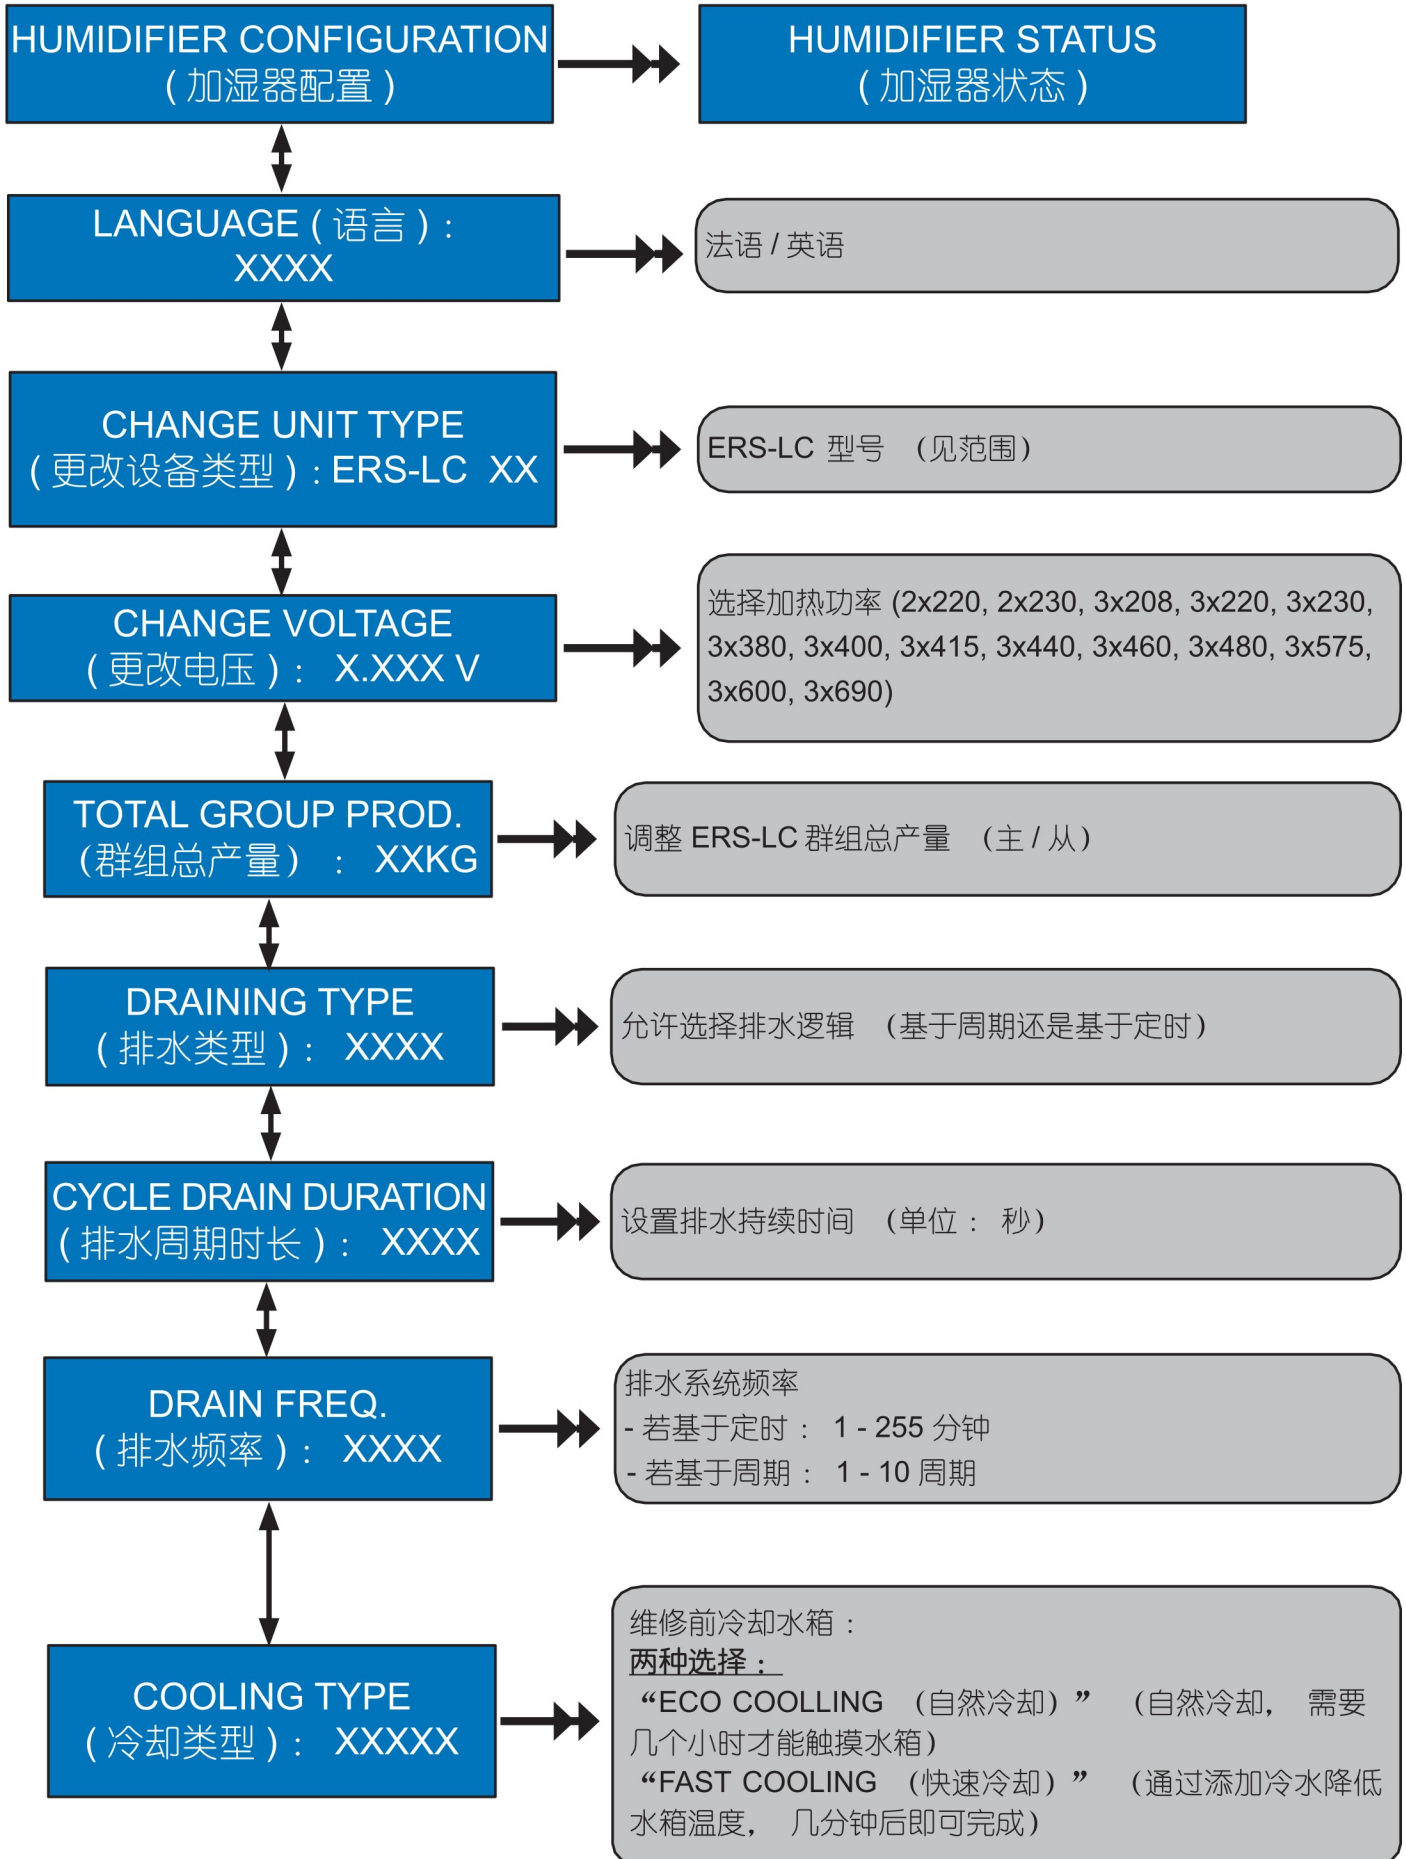 HUMIDIFIER CONFIGURATION
(加湿器配置)
HUMIDIFIER STATUS
(加湿器状态)
LANGUAGE (语言):
XXXX
法语 / 英语
CHANGE UNIT TYPE
(更改设备类型): ERS-LC XX
ERS-LC 型号 (见范围)
CHANGE VOLTAGE
(更改电压): X.XXX V
选择加热功率 (2x220, 2x230, 3x208, 3x220, 3x230,
3x380, 3x400, 3x415, 3x440, 3x460, 3x480, 3x575,
3x600, 3x690)
TOTAL GROUP PROD.
(群组总产量) : XXKG
调整 ERS-LC 群组总产量 (主 / 从)
DRAINING TYPE
(排水类型): XXXX
允许选择排水逻辑 (基于周期还是基于定时)
CYCLE DRAIN DURATION
(排水周期时长): XXXX
设置排水持续时间 (单位: 秒)
DRAIN FREQ.
(排水频率): XXXX
排水系统频率
- 若基于定时: 1 - 255 分钟
- 若基于周期: 1 - 10 周期
COOLING TYPE
(冷却类型): XXXXX
维修前冷却水箱:
两种选择:
“ECO COOLLING (自然冷却)” (自然冷却, 需要
几个小时才能触摸水箱)
“FAST COOLING (快速冷却)” (通过添加冷水降低
水箱温度, 几分钟后即可完成)